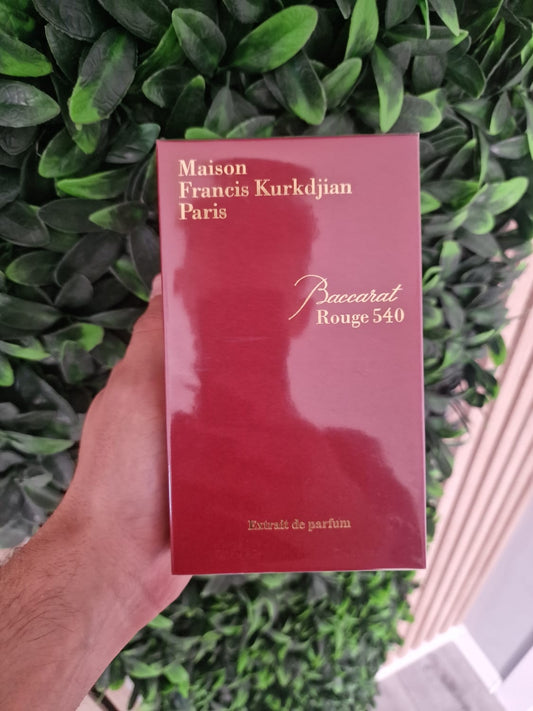 Maison
Francis Kurkdjian
Paris
Baccarat
Rouge 540
Extrait de parfum